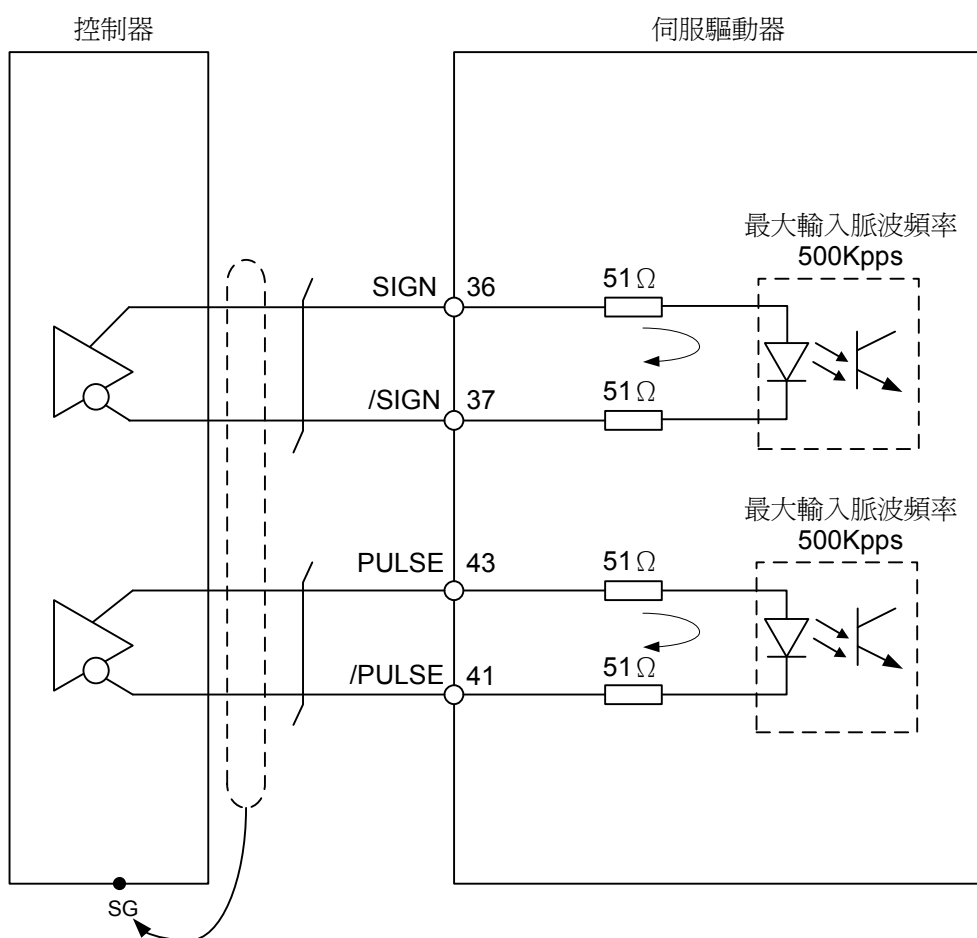 控制器
伺服驅動器
最大輸入脈波頻率
500Kpps
SIGN 36
51Ω
/SIGN 37
51Ω
最大輸入脈波頻率
500Kpps
PULSE 43
51Ω
/PULSE 41
51Ω
SG